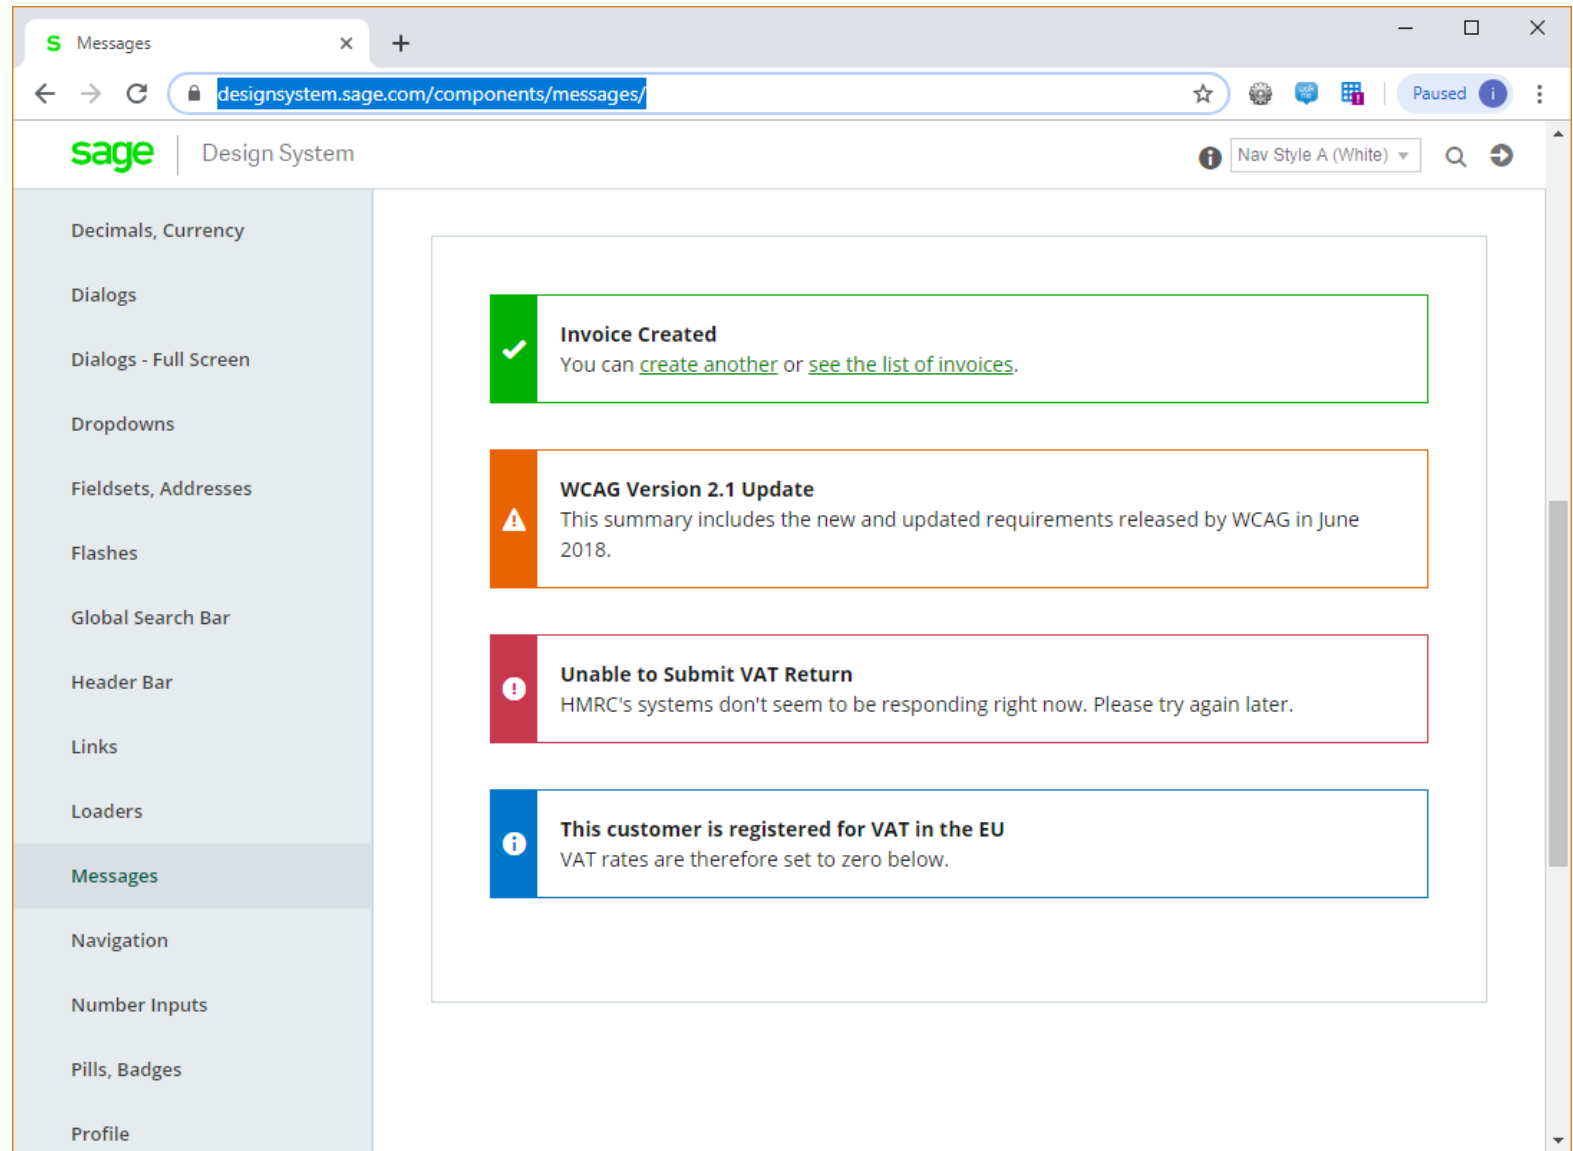 S Messages
designsystem.sage.com/components/messages/
Paused i
sage Design System
Nav Style A (White)
Decimals, Currency
Dialogs
Dialogs - Full Screen
Dropdowns
Fieldsets, Addresses
Flashes
Global Search Bar
Header Bar
Links
Loaders
Messages
Navigation
Number Inputs
Pills, Badges
Profile
Invoice Created
You can create another or see the list of invoices.
WCAG Version 2.1 Update
This summary includes the new and updated requirements released by WCAG in June
2018.
Unable to Submit VAT Return
HMRC's systems don't seem to be responding right now. Please try again later.
This customer is registered for VAT in the EU
VAT rates are therefore set to zero below.